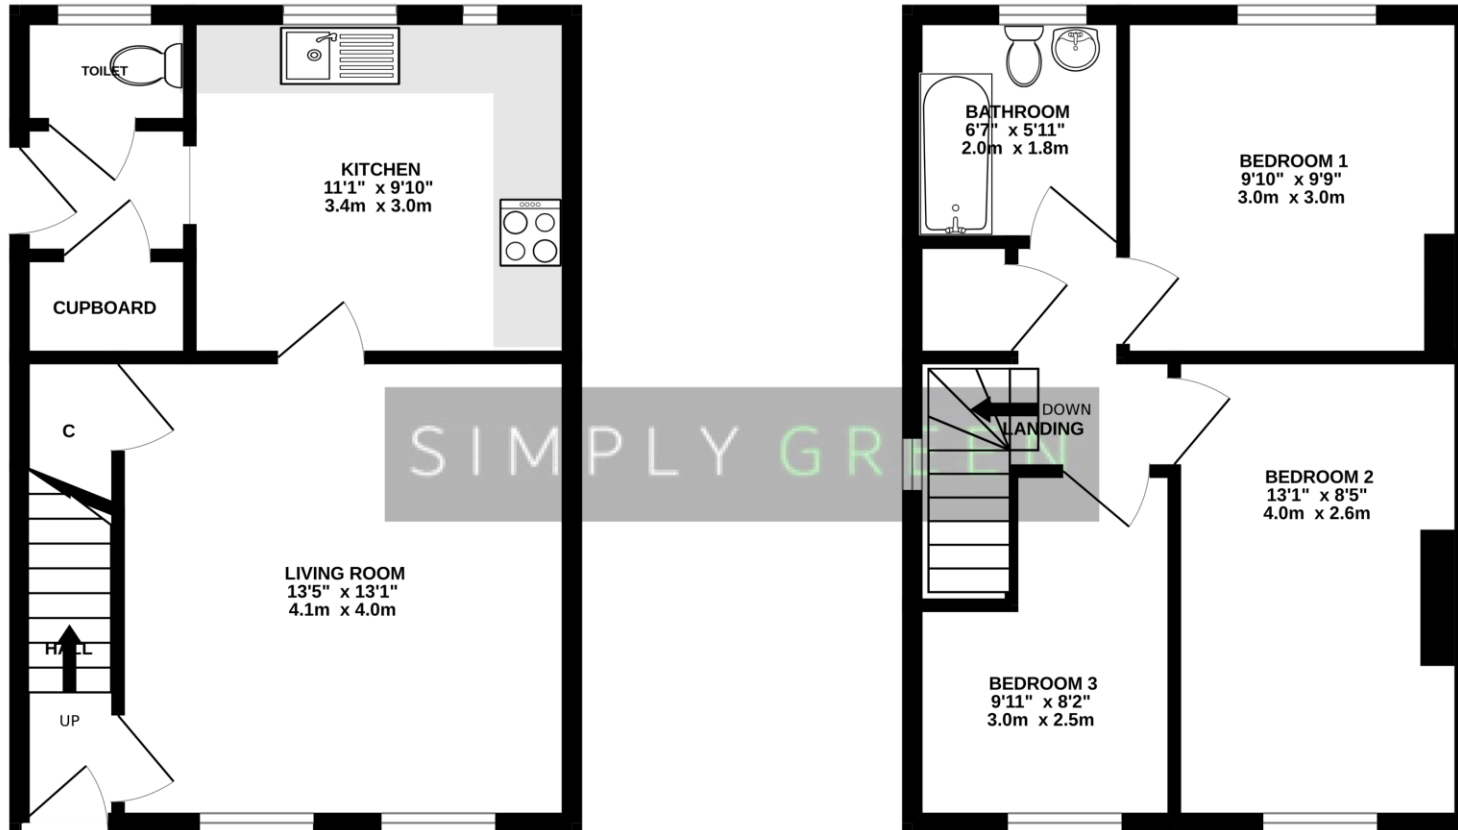 TOILET
KITCHEN
11'1" x 9'10"
3.4m x 3.0m
CUPBOARD
C
LIVING ROOM
13'5" x 13'1"
4.1m x 4.0m
HALL
UP
SIMPLY GREEN
BATHROOM
6'7" x 5'11"
2.0m x 1.8m
BEDROOM 1
9'10" x 9'9"
3.0m x 3.0m
DOWN
LANDING
BEDROOM 2
13'1" x 8'5"
4.0m x 2.6m
BEDROOM 3
9'11" x 8'2"
3.0m x 2.5m